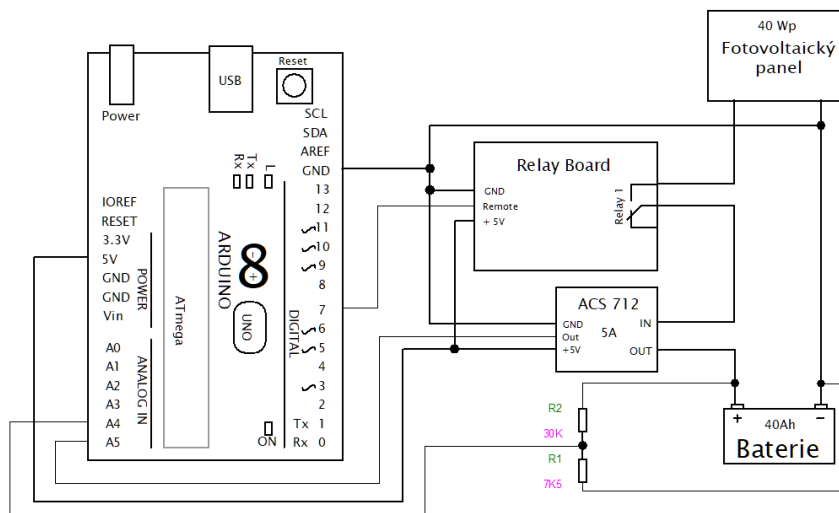 40 Wp
Fotovoltaický
panel
Power
USB
Reset
SCL
SDA
AREF
GND
13
12
11
10
9
8
7
6
5
4
3
2
Tx 1
Rx 0
Rx
Tx
L
IOREF
RESET
3.3V
5V
GND
GND
Vin
A0
A1
A2
A3
A4
A5
POWER
ANALOG IN
ATmega
ARDUINO
- +
UNO
DIGITAL
ON
Relay Board
GND
Remote
+ 5V
Relay 1
ACS 712
5A
GND
Out
+5V
IN
OUT
R2
30K
R1
7K5
+ −
40Ah
Baterie